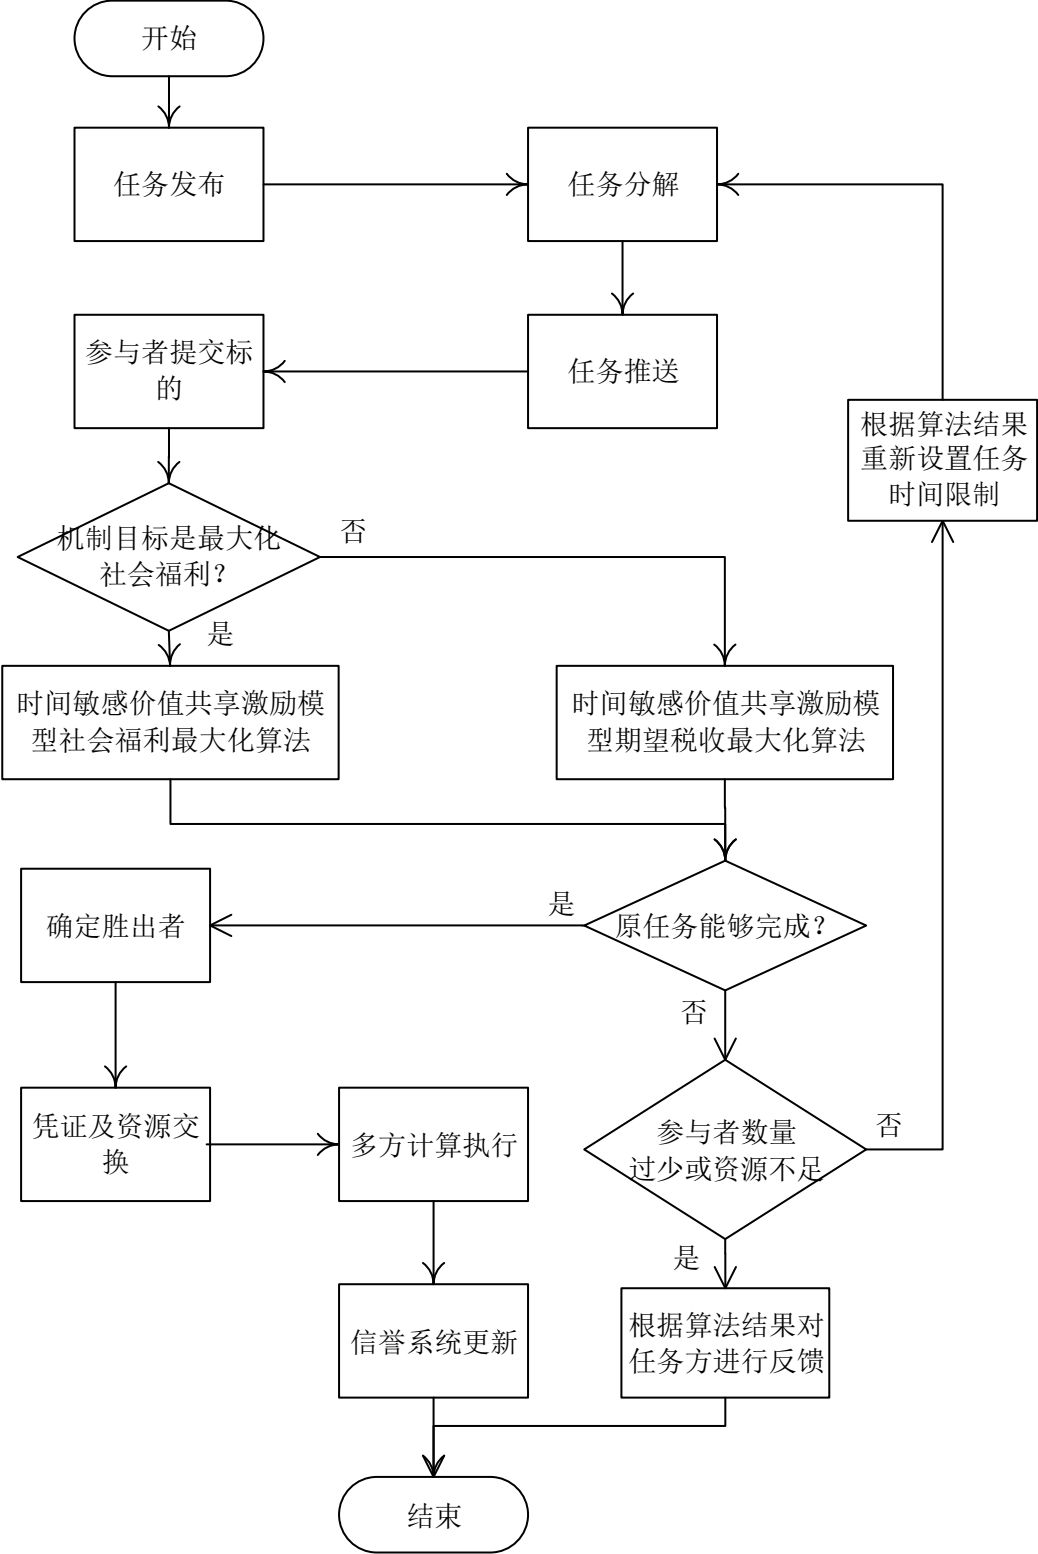 开始
任务发布
任务分解
参与者提交标
的
任务推送
根据算法结果
重新设置任务
时间限制
机制目标是最大化
社会福利？
否
是
时间敏感价值共享激励模
型社会福利最大化算法
时间敏感价值共享激励模
型期望税收最大化算法
确定胜出者
是
原任务能够完成？
否
凭证及资源交
换
多方计算执行
参与者数量
过少或资源不足
否
是
信誉系统更新
根据算法结果对
任务方进行反馈
结束